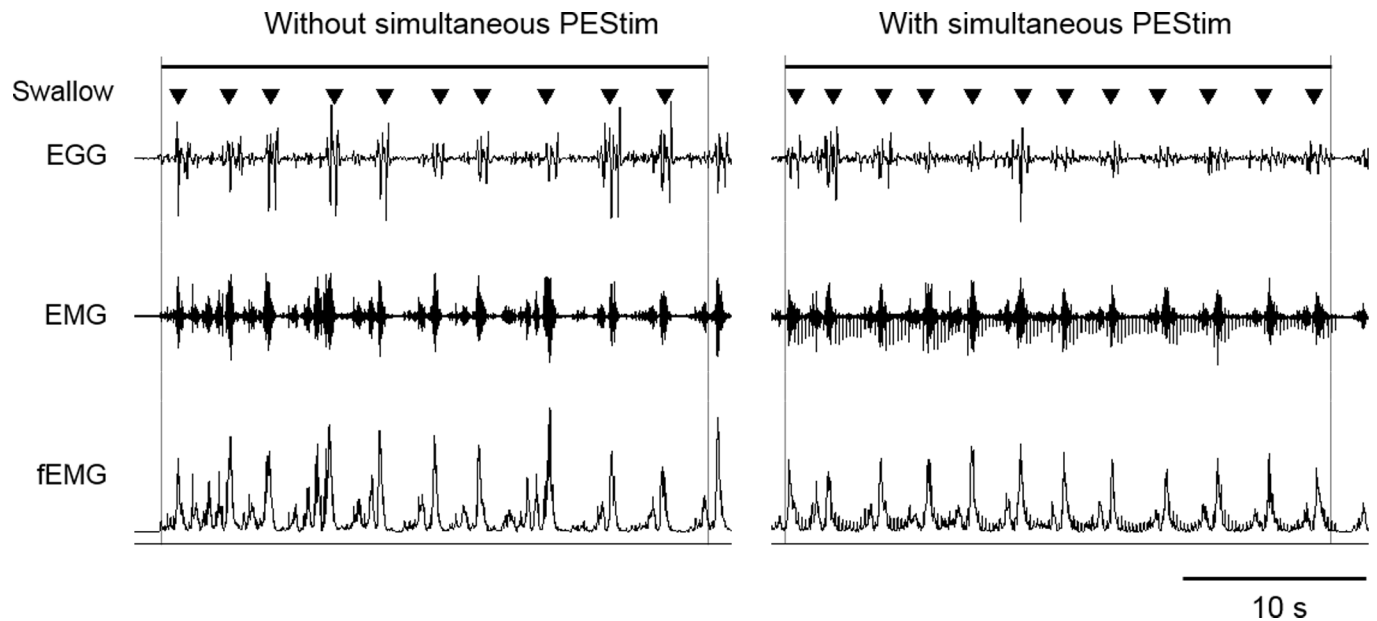 Without simultaneous PEStim
With simultaneous PEStim
Swallow
EGG
EMG
fEMG
10 s